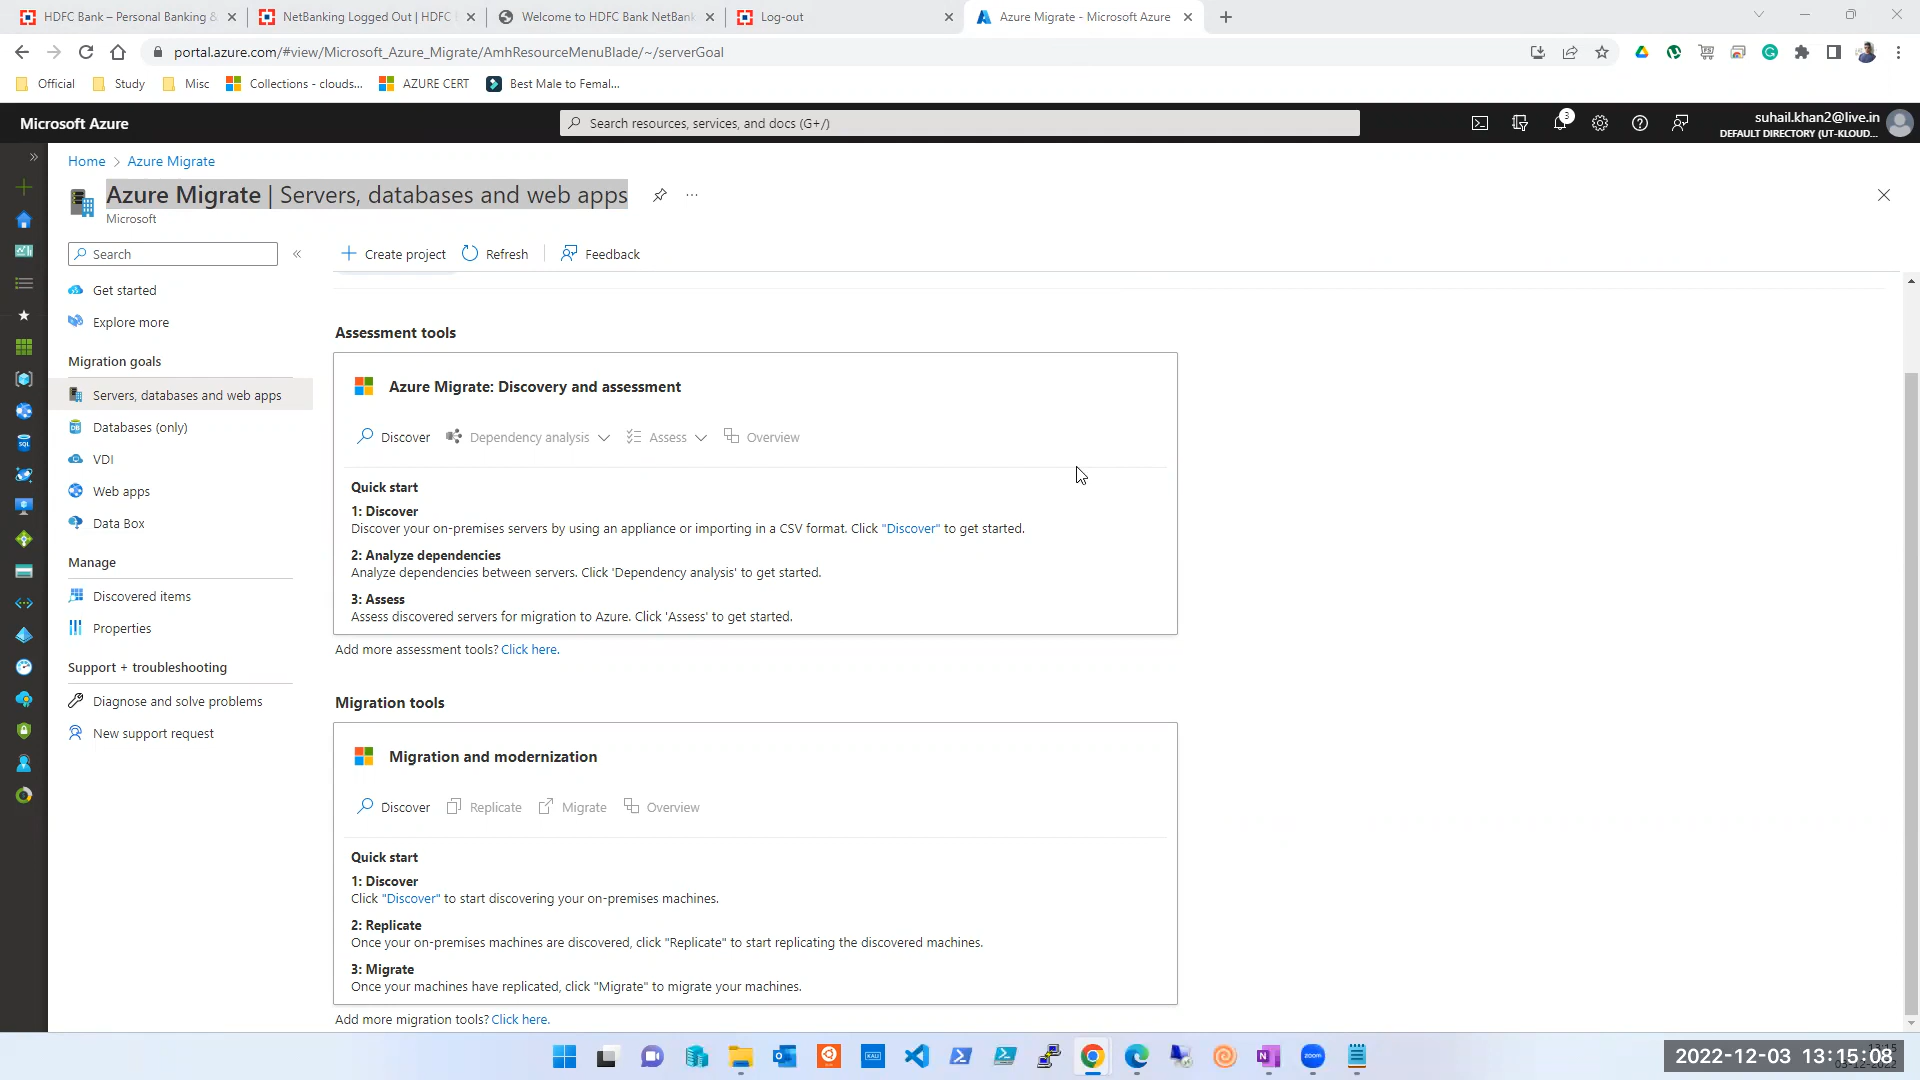 HDFC Bank – Personal Banking &
NetBanking Logged Out | HDFC
Welcome to HDFC Bank NetBank
Log-out
Azure Migrate - Microsoft Azure
portal.azure.com/#view/Microsoft_Azure_Migrate/AmhResourceMenuBlade/~/serverGoal
Official
Study
Misc
Collections - clouds...
AZURE CERT
Best Male to Femal...
Microsoft Azure
Search resources, services, and docs (G+/)
3
suhail.khan2@live.in
DEFAULT DIRECTORY (UT-KLOUD...
Home > Azure Migrate
Azure Migrate | Servers, databases and web apps
...
Microsoft
Search
«
Create project
Refresh
Feedback
Get started
Explore more
Migration goals
Servers, databases and web apps
Databases (only)
VDI
Web apps
Data Box
Manage
Discovered items
Properties
Support + troubleshooting
Diagnose and solve problems
New support request
Assessment tools
Azure Migrate: Discovery and assessment
Discover
Dependency analysis
Assess
Overview
Quick start
1: Discover
Discover your on-premises servers by using an appliance or importing in a CSV format. Click "Discover" to get started.
2: Analyze dependencies
Analyze dependencies between servers. Click 'Dependency analysis' to get started.
3: Assess
Assess discovered servers for migration to Azure. Click 'Assess' to get started.
Add more assessment tools? Click here.
Migration tools
Migration and modernization
Discover
Replicate
Migrate
Overview
Quick start
1: Discover
Click "Discover" to start discovering your on-premises machines.
2: Replicate
Once your on-premises machines are discovered, click "Replicate" to start replicating the discovered machines.
3: Migrate
Once your machines have replicated, click "Migrate" to migrate your machines.
Add more migration tools? Click here.
2022-12-03 13:15:08